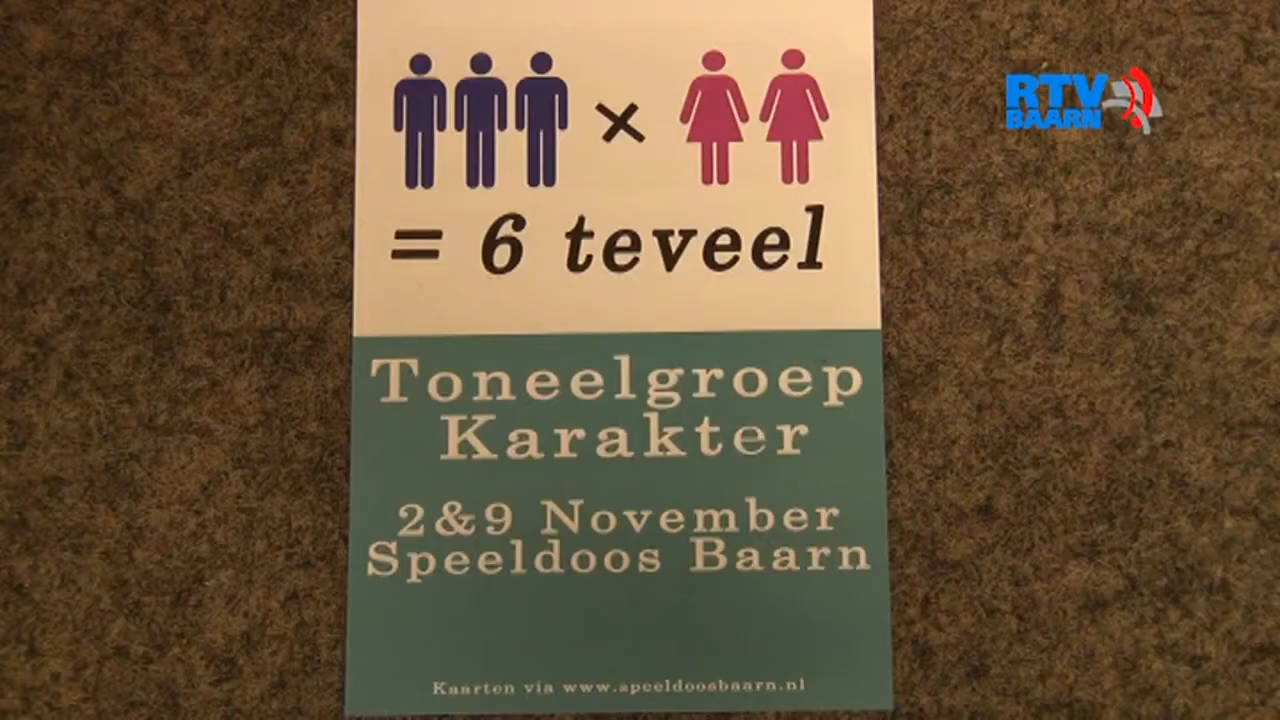 RTV
BAARN
×
= 6 teveel
Toneelgroep
Karakter
2&9 November
Speeldoos Baarn
Kaarten via www.speeldoosbaarn.nl